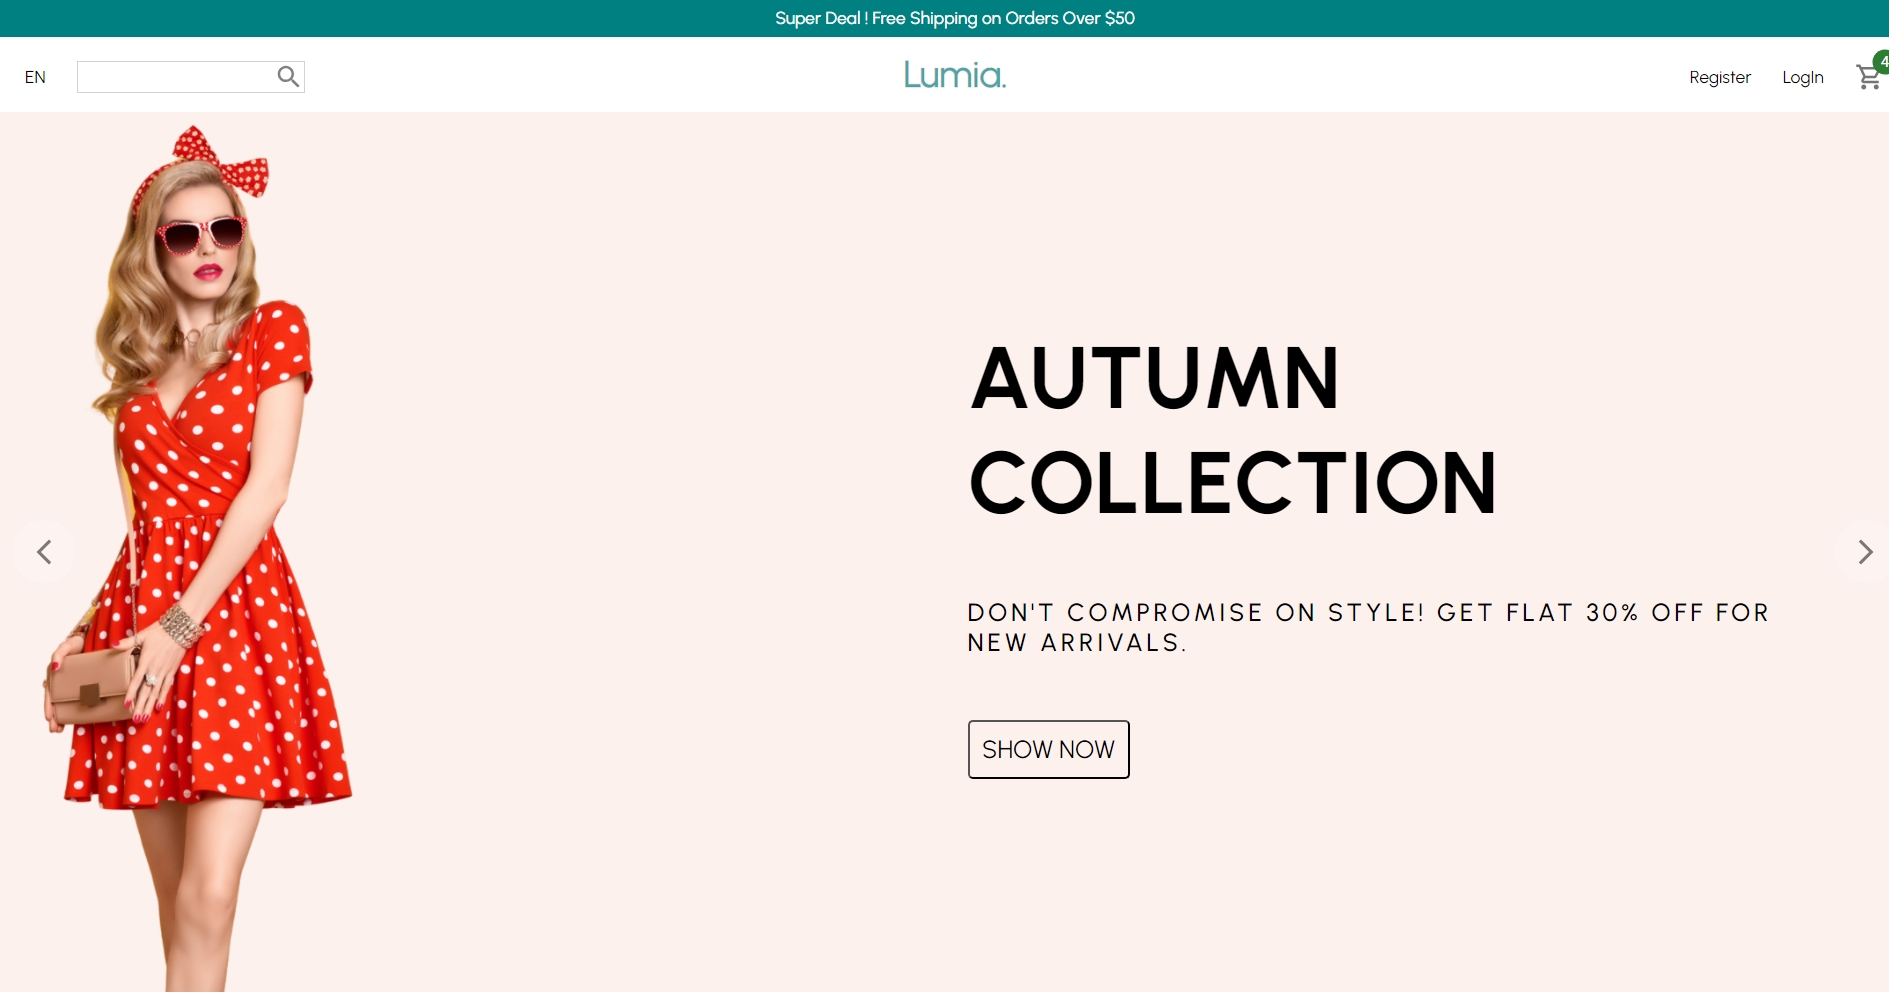 Super Deal ! Free Shipping on Orders Over $50
EN
Lumia.
Register
LogIn
4
AUTUMN
COLLECTION
DON'T COMPROMISE ON STYLE! GET FLAT 30% OFF FOR
NEW ARRIVALS.
SHOW NOW